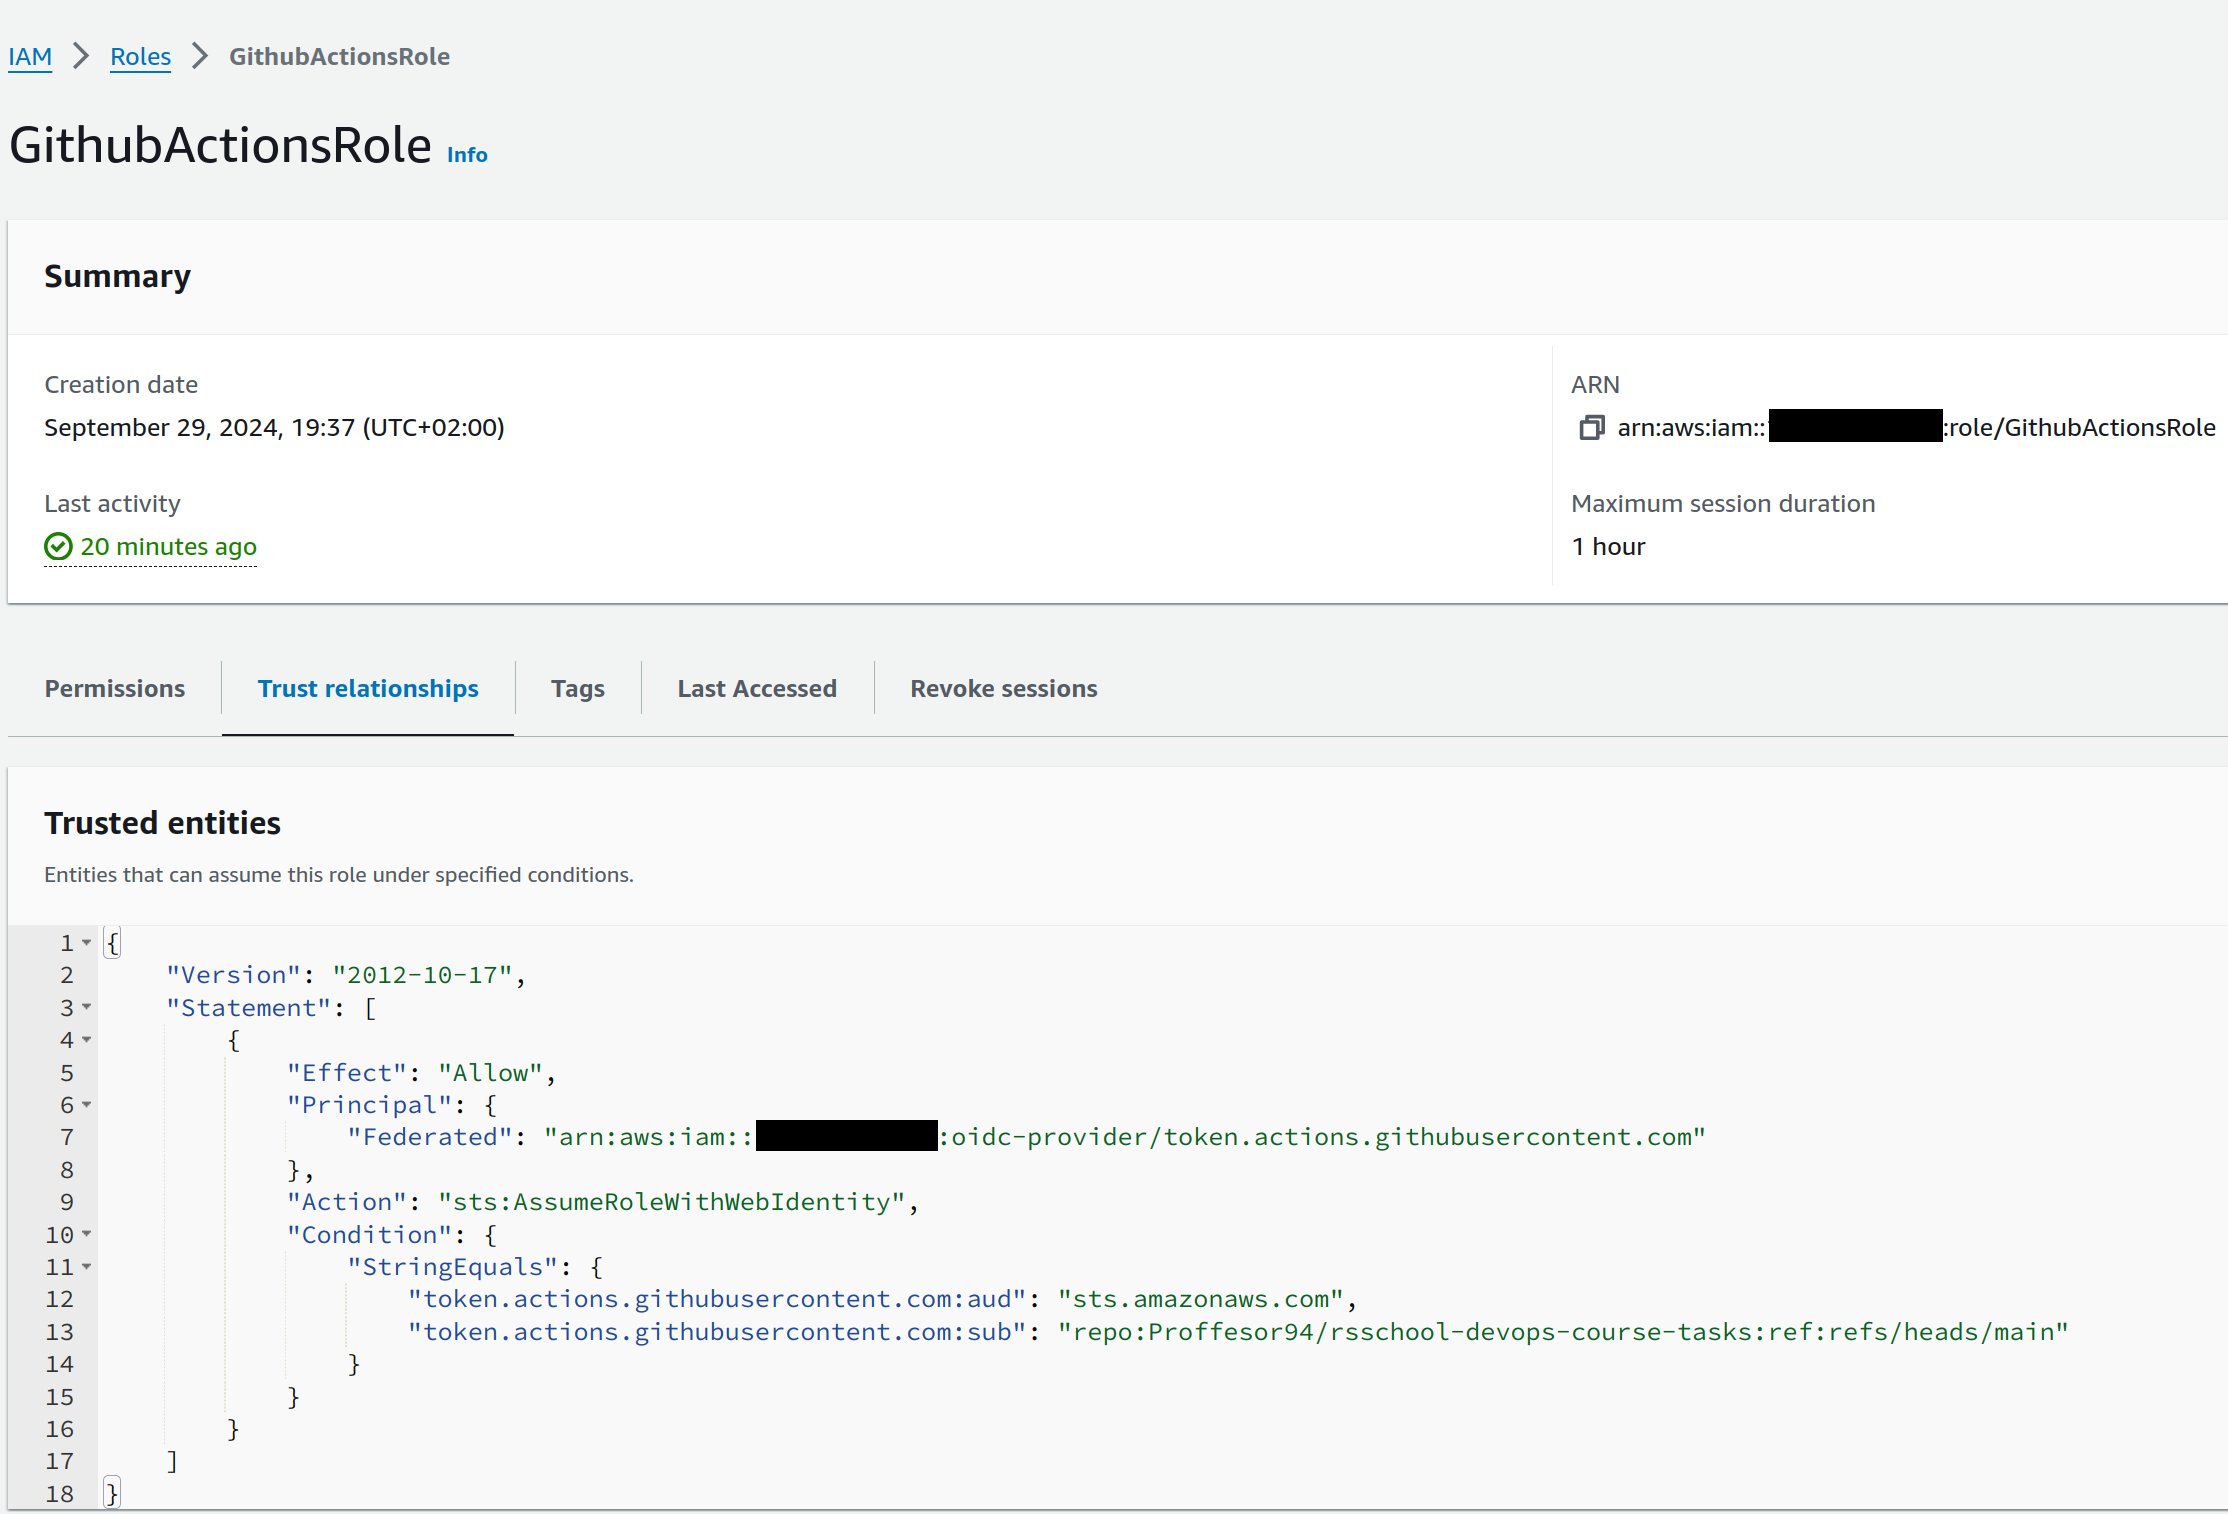 IAM > Roles > GithubActionsRole
GithubActionsRole Info
Summary
Creation date
September 29, 2024, 19:37 (UTC+02:00)
ARN
arn:aws:iam:: :role/GithubActionsRole
Last activity
20 minutes ago
Maximum session duration
1 hour
Permissions Trust relationships Tags Last Accessed Revoke sessions
Trusted entities
Entities that can assume this role under specified conditions.
1 {
2 "Version": "2012-10-17",
3 "Statement": [
4 {
5 "Effect": "Allow",
6 "Principal": {
7 "Federated": "arn:aws:iam:: :oidc-provider/token.actions.githubusercontent.com"
8 },
9 "Action": "sts:AssumeRoleWithWebIdentity",
10 "Condition": {
11 "StringEquals": {
12 "token.actions.githubusercontent.com:aud": "sts.amazonaws.com",
13 "token.actions.githubusercontent.com:sub": "repo:Proffesor94/rsschool-devops-course-tasks:ref:refs/heads/main"
14 }
15 }
16 }
17 ]
18 }